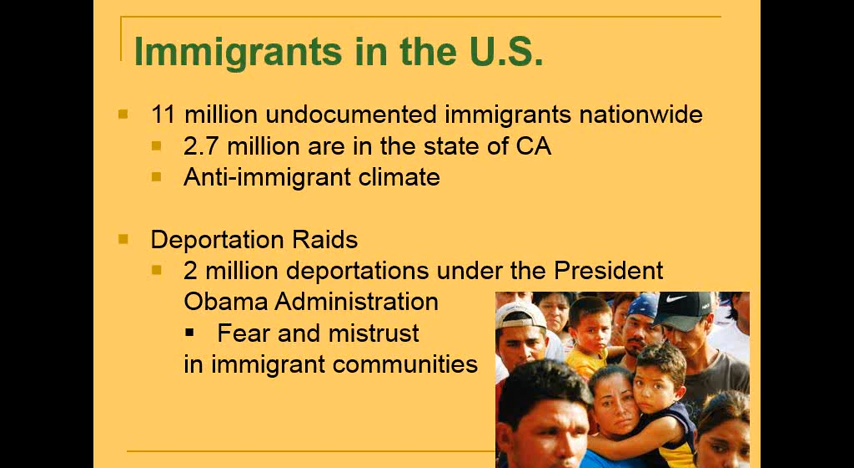 Immigrants in the U.S.
11 million undocumented immigrants nationwide
2.7 million are in the state of CA
Anti-immigrant climate
Deportation Raids
2 million deportations under the President
Obama Administration
Fear and mistrust
in immigrant communities